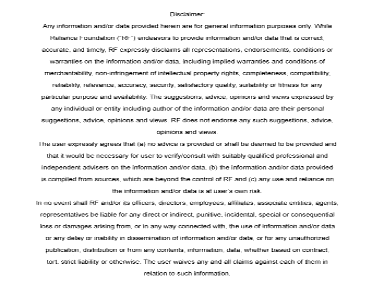 Disclaimer:
Any information and/or data provided herein are for general information purposes only. While
Reliance Foundation ("RF") endeavors to provide information and/or data that is correct,
accurate, and timely, RF expressly disclaims all representations, endorsements, conditions or
warranties on the information and/or data, including implied warranties and conditions of
merchantability, non-infringement of intellectual property rights, completeness, compatibility,
reliability, relevance, accuracy, security, satisfactory quality, suitability or fitness for any
particular purpose and availability. The suggestions, advice, opinions and views expressed by
any individual or entity including author of the information and/or data are their personal
suggestions, advice, opinions and views. RF does not endorse any such suggestions, advice,
opinions and views
The user expressly agrees that (a) no advice is provided or shall be deemed to be provided and
that it would be necessary for user to verify/consult with suitably qualified professional and
independent advisers on the information and/or data, (b) the information and/or data provided
is compiled from sources, which are beyond the control of RF and (c) any use and reliance on
the information and/or data is at user's own risk.
In no event shall RF and/or its officers, directors, employees, affiliates, associate entities, agents,
representatives be liable for any direct or indirect, punitive, incidental, special or consequential
loss or damages arising from, or in any way connected with, the use of information and/or data
or any delay or inability in dissemination of information and/or data, or for any unauthorized
publication, distribution or from any contents, information, data, whether based on contract,
tort, strict liability or otherwise. The user waives any and all claims against each of them in
relation to such information.